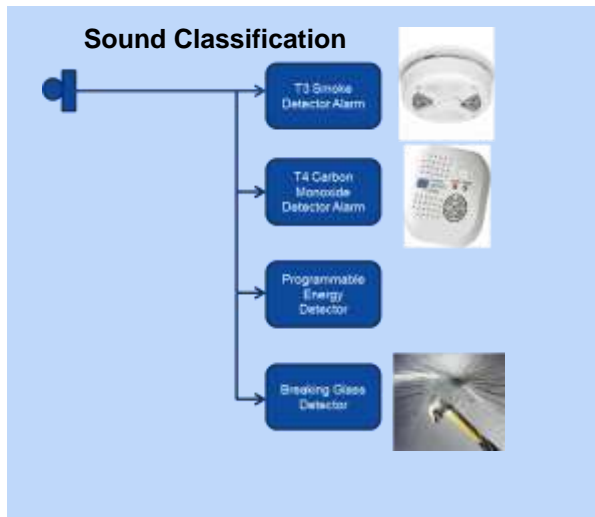 Sound Classification
T3 Smoke
Detector Alarm
T4 Carbon
Monoxide
Detector Alarm
Programmable
Energy
Detector
Breaking Glass
Detector